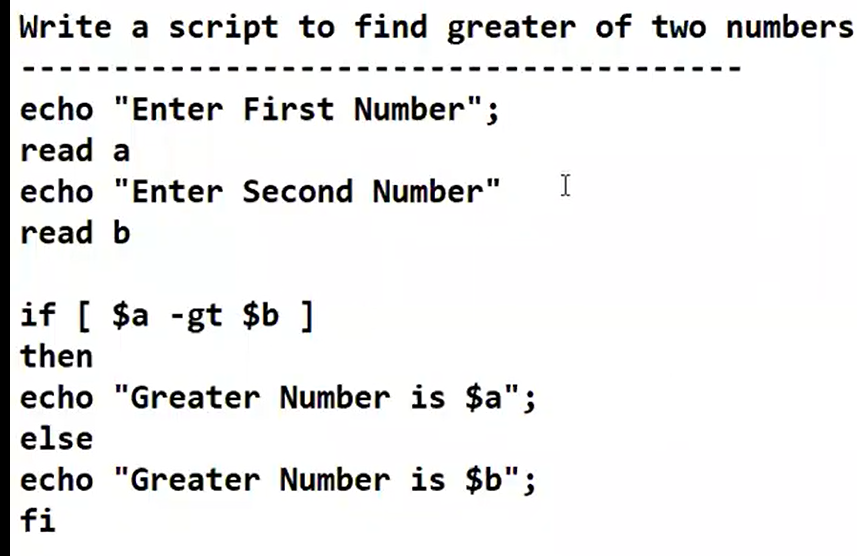 Write a script to find greater of two numbers
---------------------------------------
echo "Enter First Number";
read a
echo "Enter Second Number"
read b
if [ $a -gt $b ]
then
echo "Greater Number is $a";
else
echo "Greater Number is $b";
fi